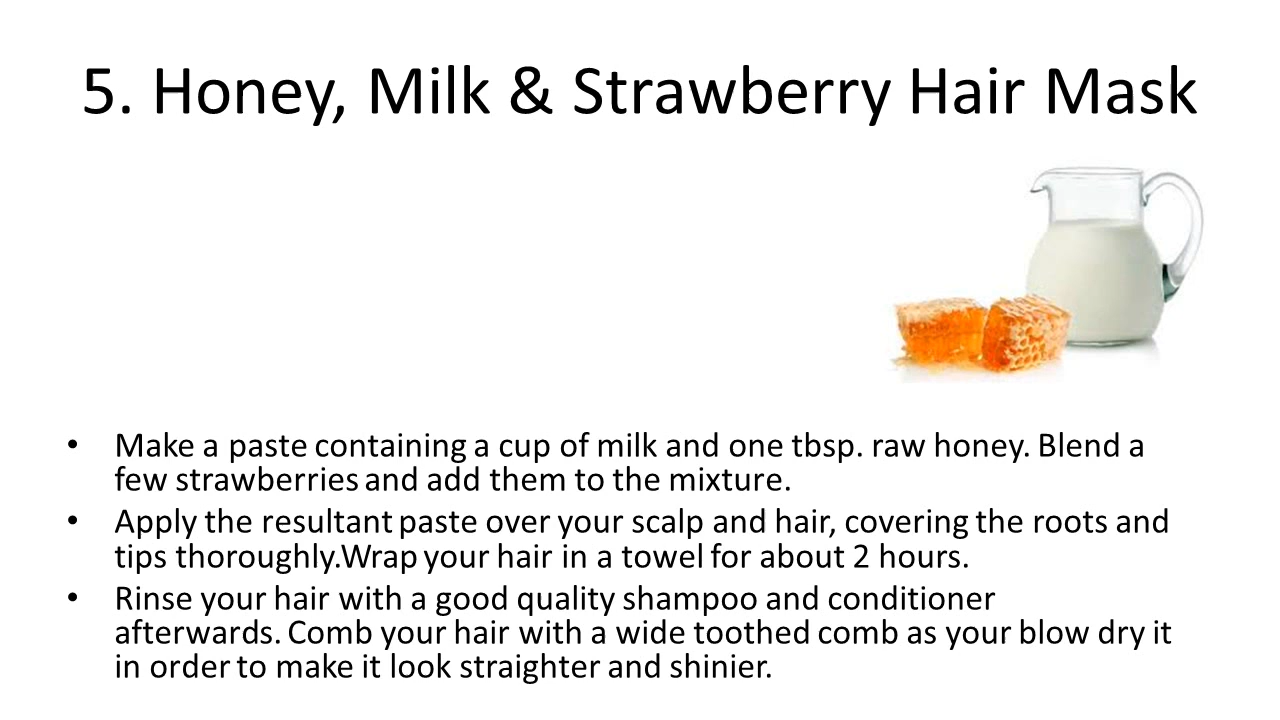 5. Honey, Milk & Strawberry Hair Mask
• Make a paste containing a cup of milk and one tbsp. raw honey. Blend a
few strawberries and add them to the mixture.
• Apply the resultant paste over your scalp and hair, covering the roots and
tips thoroughly.Wrap your hair in a towel for about 2 hours.
• Rinse your hair with a good quality shampoo and conditioner
afterwards. Comb your hair with a wide toothed comb as your blow dry it
in order to make it look straighter and shinier.